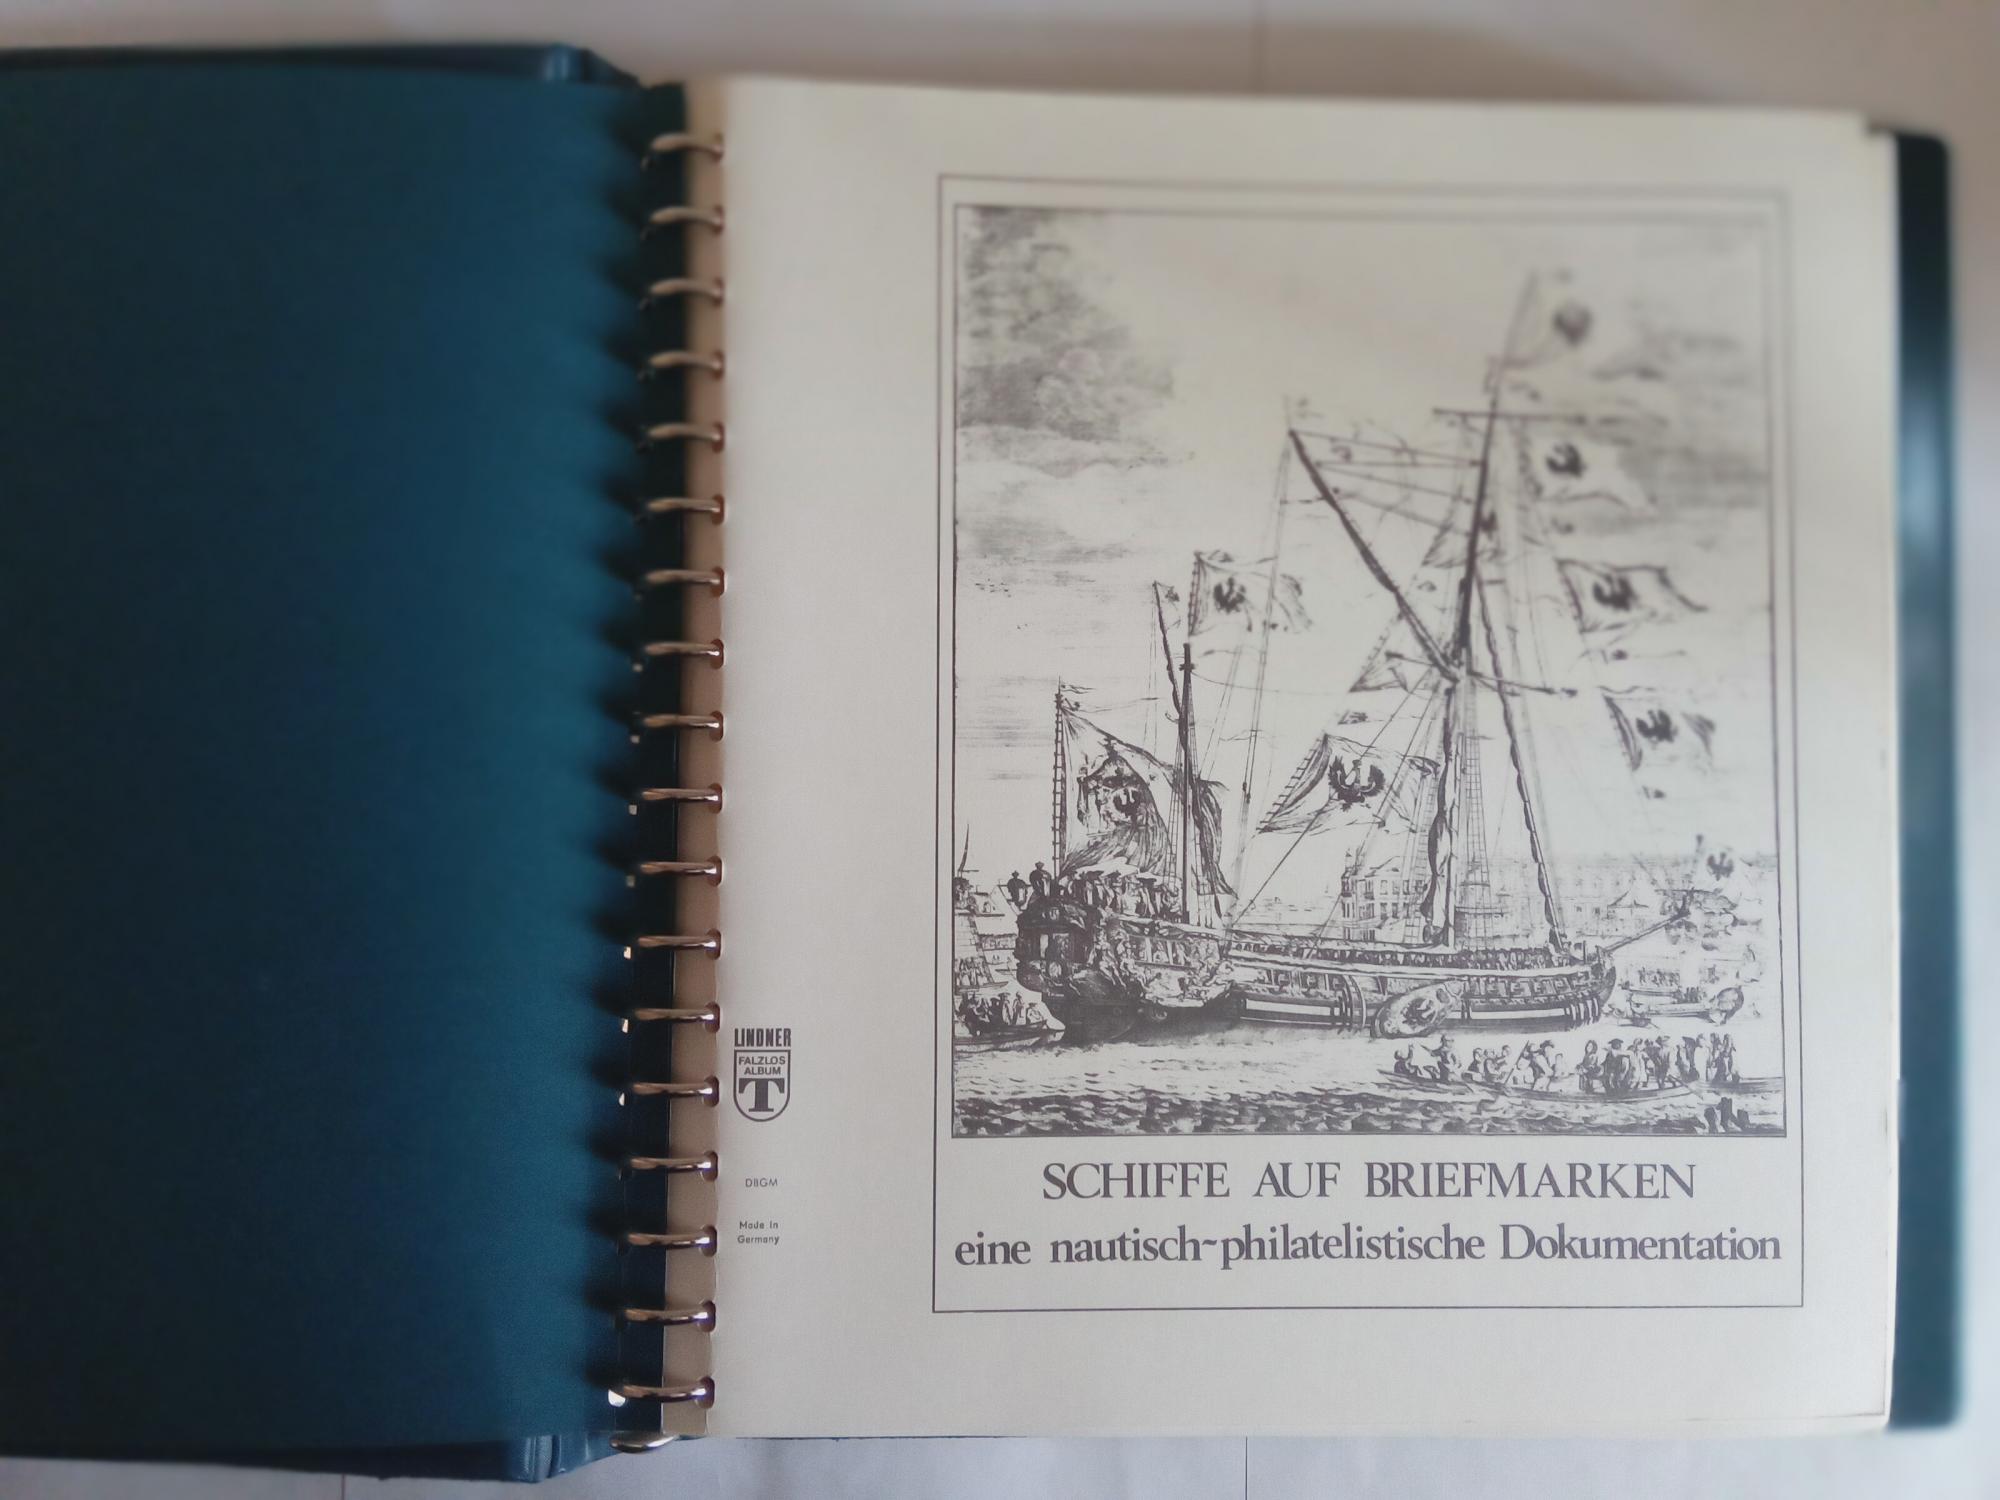 LINDNER
FALZLOS
ALBUM
T
DBGM
Made in
Germany
SCHIFFE AUF BRIEFMARKEN
eine nautisch~philatelistische Dokumentation